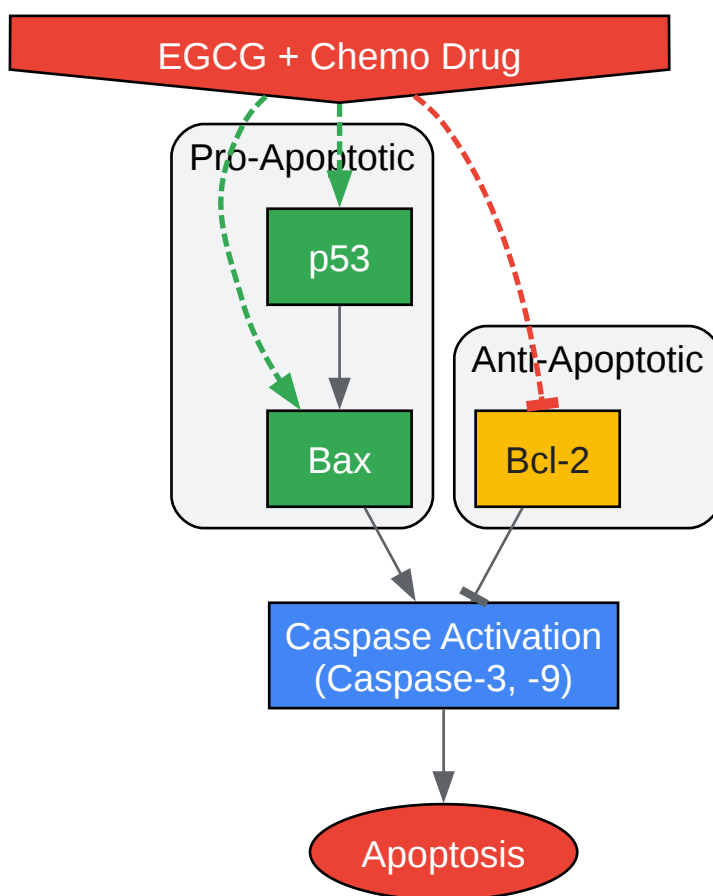 EGCG + Chemo Drug
Pro-Apoptotic
p53
Anti-Apoptotic
Bax
Bcl-2
Caspase Activation
(Caspase-3, -9)
Apoptosis